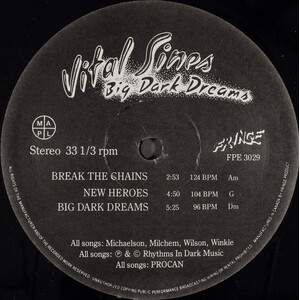 Vital Sines
Big Dark Dreams
M
A
P
L
Stereo 33 1/3 rpm
FRINGE
FPE 3029
BREAK THE CHAINS 2:53 124 BPM Am
NEW HEROES 4:50 104 BPM G
BIG DARK DREAMS 5:25 96 BPM Dm
All songs: Michaelson, Milchem, Wilson, Winkle
All songs: ℗ & © Rhythms In Dark Music
All songs: PROCAN